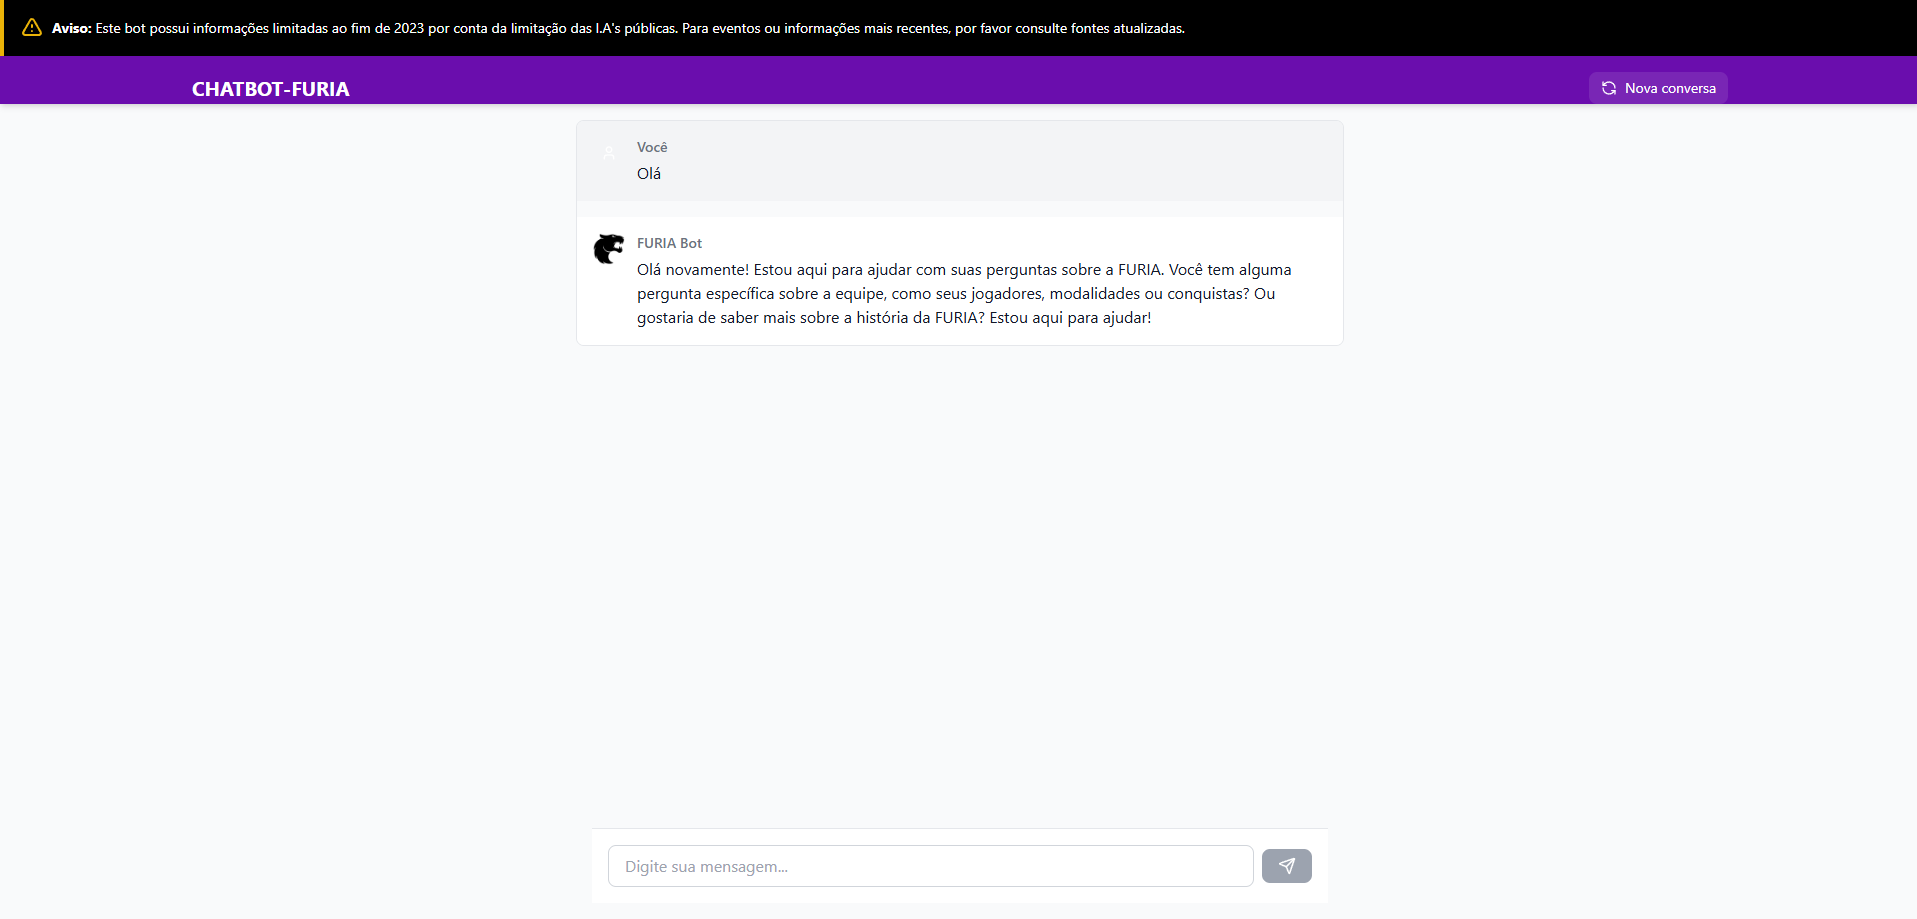 Aviso: Este bot possui informações limitadas ao fim de 2023 por conta da limitação das I.A's públicas. Para eventos ou informações mais recentes, por favor consulte fontes atualizadas.
CHATBOT-FURIA
Nova conversa
Você
Olá
FURIA Bot
Olá novamente! Estou aqui para ajudar com suas perguntas sobre a FURIA. Você tem alguma
pergunta específica sobre a equipe, como seus jogadores, modalidades ou conquistas? Ou
gostaria de saber mais sobre a história da FURIA? Estou aqui para ajudar!
Digite sua mensagem...